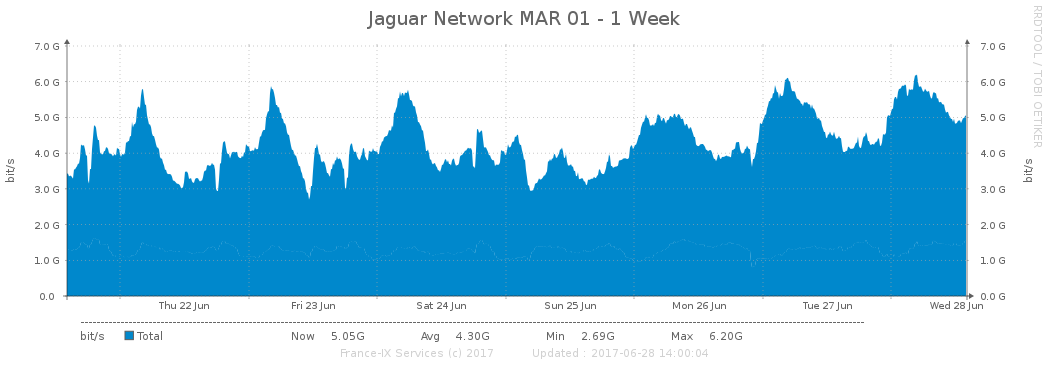 Jaguar Network MAR 01 - 1 Week
RRDTOOL / TOBI OETIKER
7.0 G 7.0 G
6.0 G 6.0 G
5.0 G 5.0 G
4.0 G 4.0 G
3.0 G 3.0 G
2.0 G 2.0 G
1.0 G 1.0 G
0.0 0.0 G
bit/s bit/s
Thu 22 Jun Fri 23 Jun Sat 24 Jun Sun 25 Jun Mon 26 Jun Tue 27 Jun Wed 28 Jun
bit/s Total Now 5.05G Avg 4.30G Min 2.69G Max 6.20G
France-IX Services (c) 2017 Updated : 2017-06-28 14:00:04